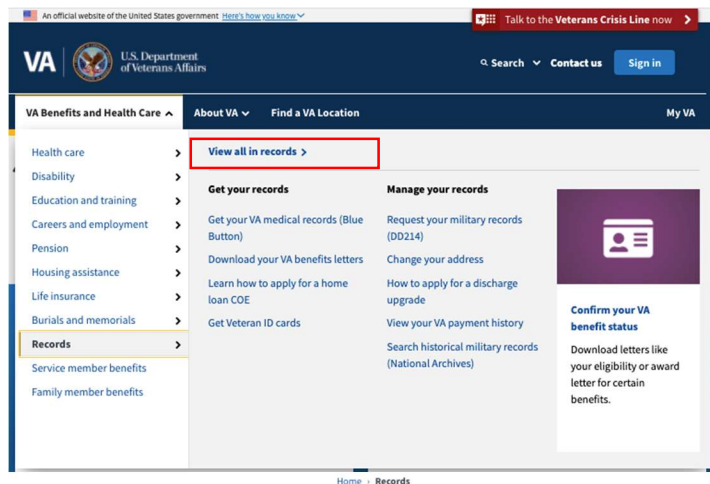 An official website of the United States government Here's how you know
Talk to the Veterans Crisis Line now
VA
U.S. Department
of Veterans Affairs
Search
Contact us
Sign in
VA Benefits and Health Care
About VA
Find a VA Location
My VA
Health care
Disability
Education and training
Careers and employment
Pension
Housing assistance
Life insurance
Burials and memorials
Records
Service member benefits
Family member benefits
View all in records
Get your records
Get your VA medical records (Blue
Button)
Download your VA benefits letters
Learn how to apply for a home
loan COE
Get Veteran ID cards
Manage your records
Request your military records
(DD214)
Change your address
How to apply for a discharge
upgrade
View your VA payment history
Search historical military records
(National Archives)
Confirm your VA
benefit status
Download letters like
your eligibility or award
letter for certain
benefits.
Home › Records